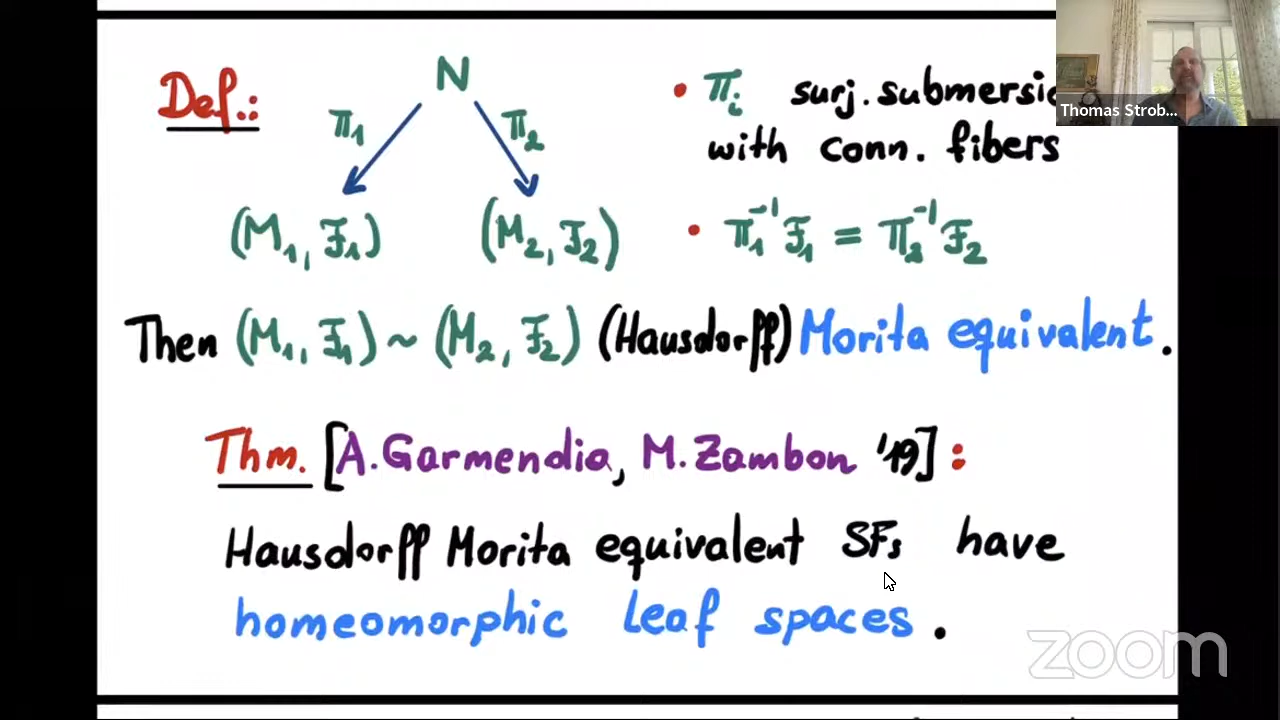 Def.:
N
π₁
π₂
(M₁, ℱ₁)
(M₂, ℱ₂)
• πᵢ surj. submersio
with conn. fibers
• π₁⁻¹ℱ₁ = π₂⁻¹ℱ₂
Then (M₁, ℱ₁) ~ (M₂, ℱ₂) (Hausdorff) Morita equivalent.
Thm. [A. Garmendia, M. Zambon '19]:
Hausdorff Morita equivalent SFs have
homeomorphic leaf spaces.
Thomas Strob...
zoom